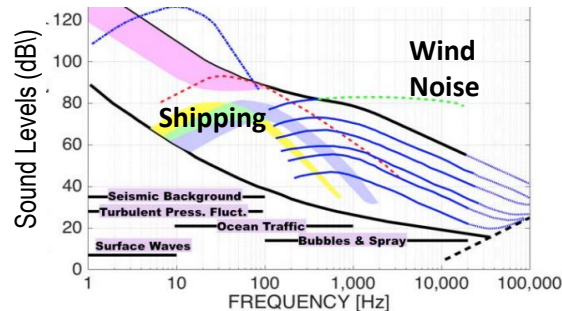 Sound Levels (dB)
120
100
80
60
40
20
0
Wind
Noise
Shipping
Seismic Background
Turbulent Press. Fluct.
Ocean Traffic
Bubbles & Spray
Surface Waves
1 10 100 1,000 10,000 100,000
FREQUENCY [Hz]